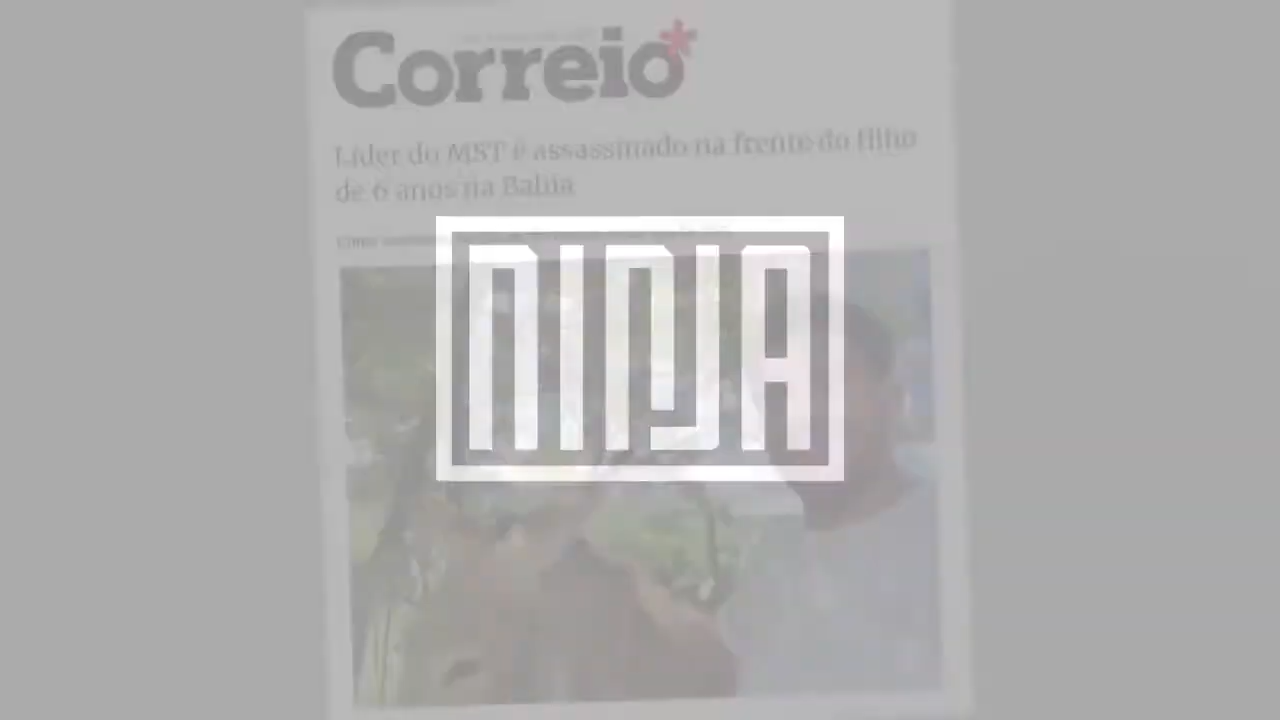 Correio*
Líder do MST é assassinado na frente do filho
de 6 anos na Bahia
NINJA